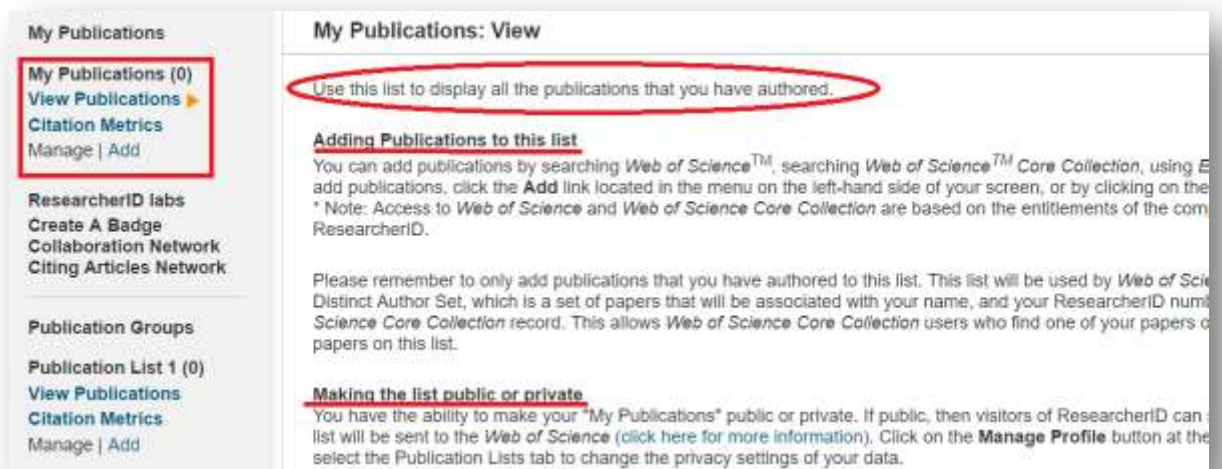 My Publications
My Publications (0)
View Publications
Citation Metrics
Manage | Add
ResearcherID labs
Create A Badge
Collaboration Network
Citing Articles Network
Publication Groups
Publication List 1 (0)
View Publications
Citation Metrics
Manage | Add
My Publications: View
Use this list to display all the publications that you have authored.
Adding Publications to this list
You can add publications by searching Web of Science™, searching Web of Science™ Core Collection, using
add publications, click the Add link located in the menu on the left-hand side of your screen, or by clicking on the
* Note: Access to Web of Science and Web of Science Core Collection are based on the entitlements of the
ResearcherID.
Please remember to only add publications that you have authored to this list. This list will be used by Web of
Distinct Author Set, which is a set of papers that will be associated with your name, and your ResearcherID
Science Core Collection record. This allows Web of Science Core Collection users who find one of your papers
papers on this list.
Making the list public or private
You have the ability to make your "My Publications" public or private. If public, then visitors of ResearcherID can
list will be sent to the Web of Science (click here for more information). Click on the Manage Profile button at the
select the Publication Lists tab to change the privacy settings of your data.